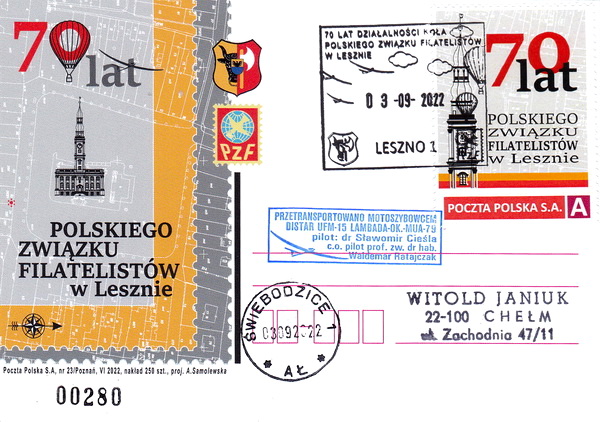 70 lat
PZF
POLSKIEGO
ZWIĄZKU
FILATELISTÓW
w Lesznie
Poczta Polska S.A, nr 23/Poznań, VI 2022, nakład 250 szt., proj. A.Samolewska
00280
70 LAT DZIAŁALNOŚCI KOŁA
POLSKIEGO ZWIĄZKU FILATELISTÓW
W LESZNIE
03-09-2022
LESZNO 1
70
lat
POLSKIEGO
ZWIĄZKU
FILATELISTÓW
w Lesznie
POCZTA POLSKA S.A. A
PRZETRANSPORTOWANO MOTOSZYBOWCEM
DISTAR UFM-15 LAMBADA-OK.-MUA-79
pilot: dr Sławomir Cieśla
c.o. pilot prof. zw. dr hab.
Waldemar Ratajczak
ŚWIEBODZICE 1
03092022
* AŁ *
WITOLD JANIUK
22-100 CHEŁM
ul. Zachodnia 47/11